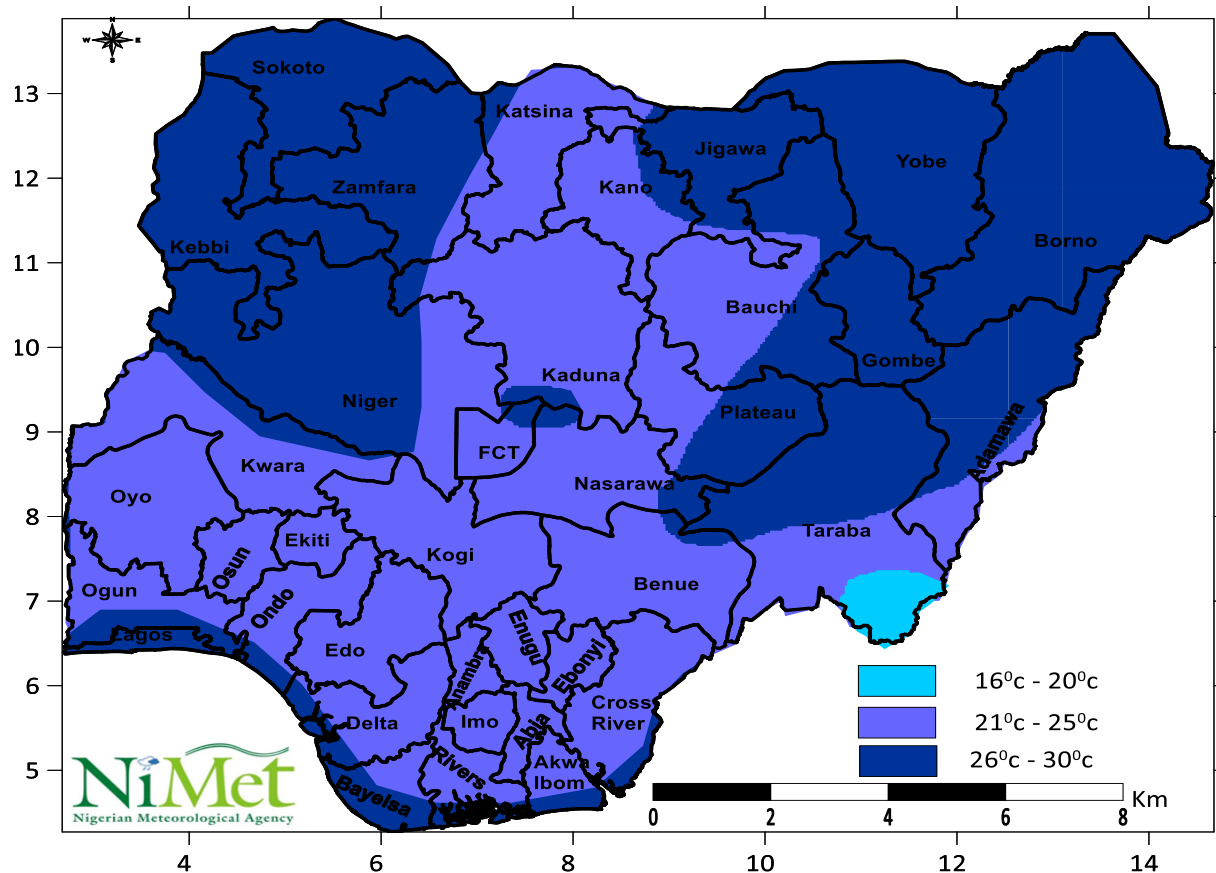 N
W E
S
Sokoto
13
Katsina
Jigawa
Yobe
12
Zamfara
Kano
Kebbi
Borno
11
Bauchi
10
Gombe
Kaduna
Niger
Plateau
9
Adamawa
FCT
Kwara
Nasarawa
Oyo
8
Taraba
Ekiti
Kogi
Osun
Benue
Ogun
7
Ondo
Lagos
Enugu
Edo
Ebonyi
Anambra
6
16⁰c - 20⁰c
Cross
River
Delta
Imo
Abia
21⁰c - 25⁰c
26⁰c - 30⁰c
5
Rivers
Akwa
Ibom
Bayelsa
NiMet
Nigerian Meteorological Agency
Km
0 2 4 6 8
4 6 8 10 12 14